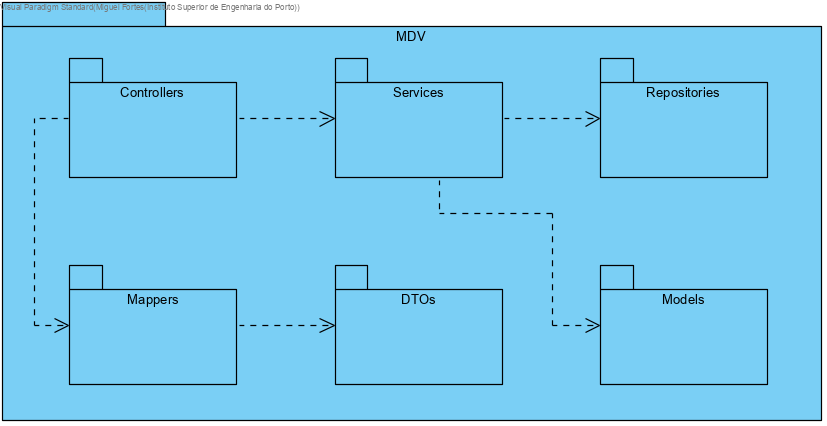 Visual Paradigm Standard(Miguel Fortes(Instituto Superior de Engenharia do Porto))
MDV
Controllers
Services
Repositories
Mappers
DTOs
Models